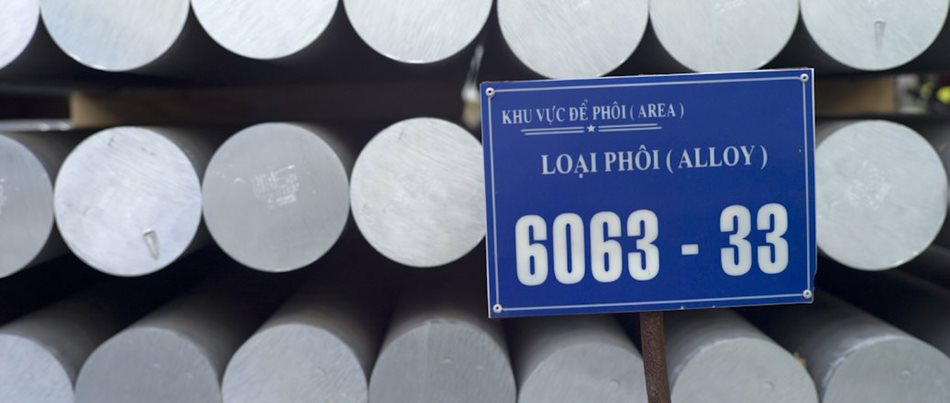 KHU VỰC ĐỂ PHÔI ( AREA )
LOẠI PHÔI ( ALLOY )
6063 - 33